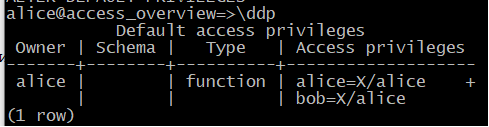 alice@access_overview=>\ddp
Default access privileges
Owner | Schema | Type | Access privileges
-------+--------+----------+-------------------
alice | | function | alice=X/alice +
| | | bob=X/alice
(1 row)